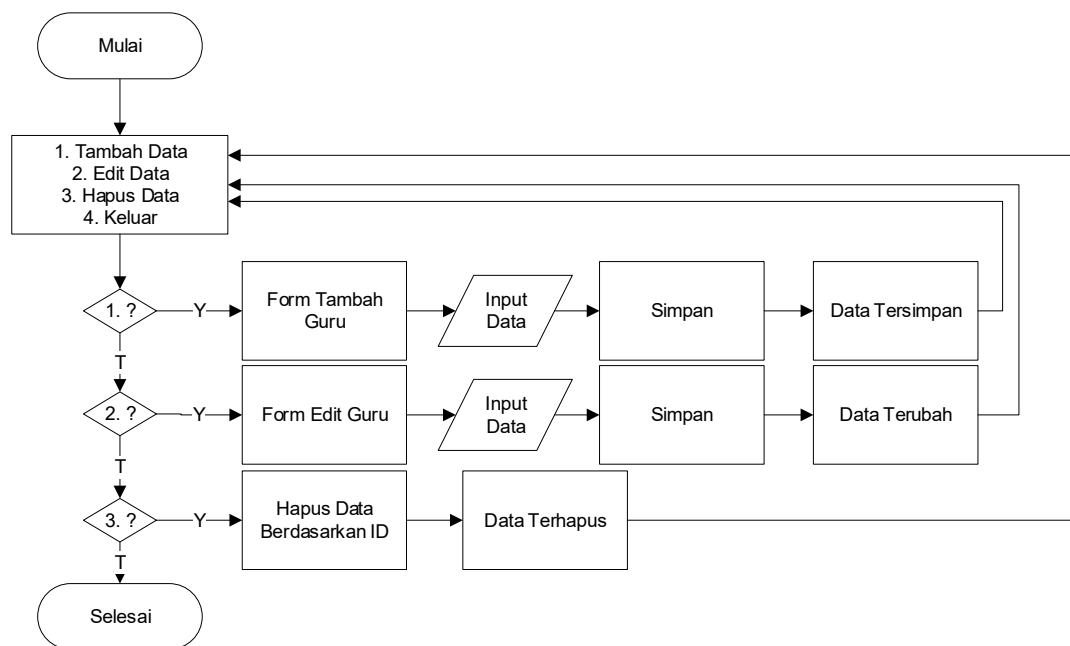 Mulai
1. Tambah Data
2. Edit Data
3. Hapus Data
4. Keluar
1. ?
Y
Form Tambah
Guru
Input
Data
Simpan
Data Tersimpan
T
2. ?
Y
Form Edit Guru
Input
Data
Simpan
Data Terubah
T
3. ?
Y
Hapus Data
Berdasarkan ID
Data Terhapus
T
Selesai